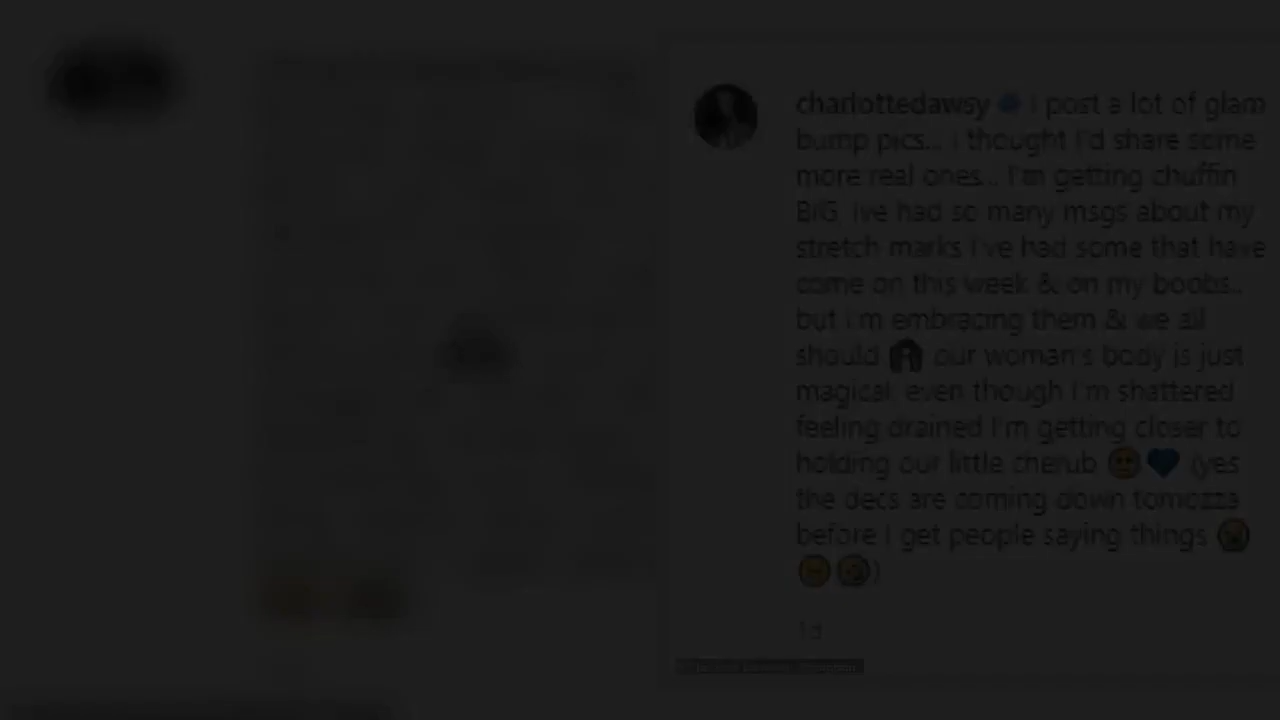 charlottedawsy I post a lot of glam
bump pics... I thought I'd share some
more real ones... I'm getting chuffin
BIG, ive had so many msgs about my
stretch marks I've had some that have
come on this week & on my boobs..
but i'm embracing them & we all
should our woman's body is just
magical, even though I'm shattered
feeling drained I'm getting closer to
holding our little cherub (yes
the decs are coming down tomozza
before I get people saying things
)